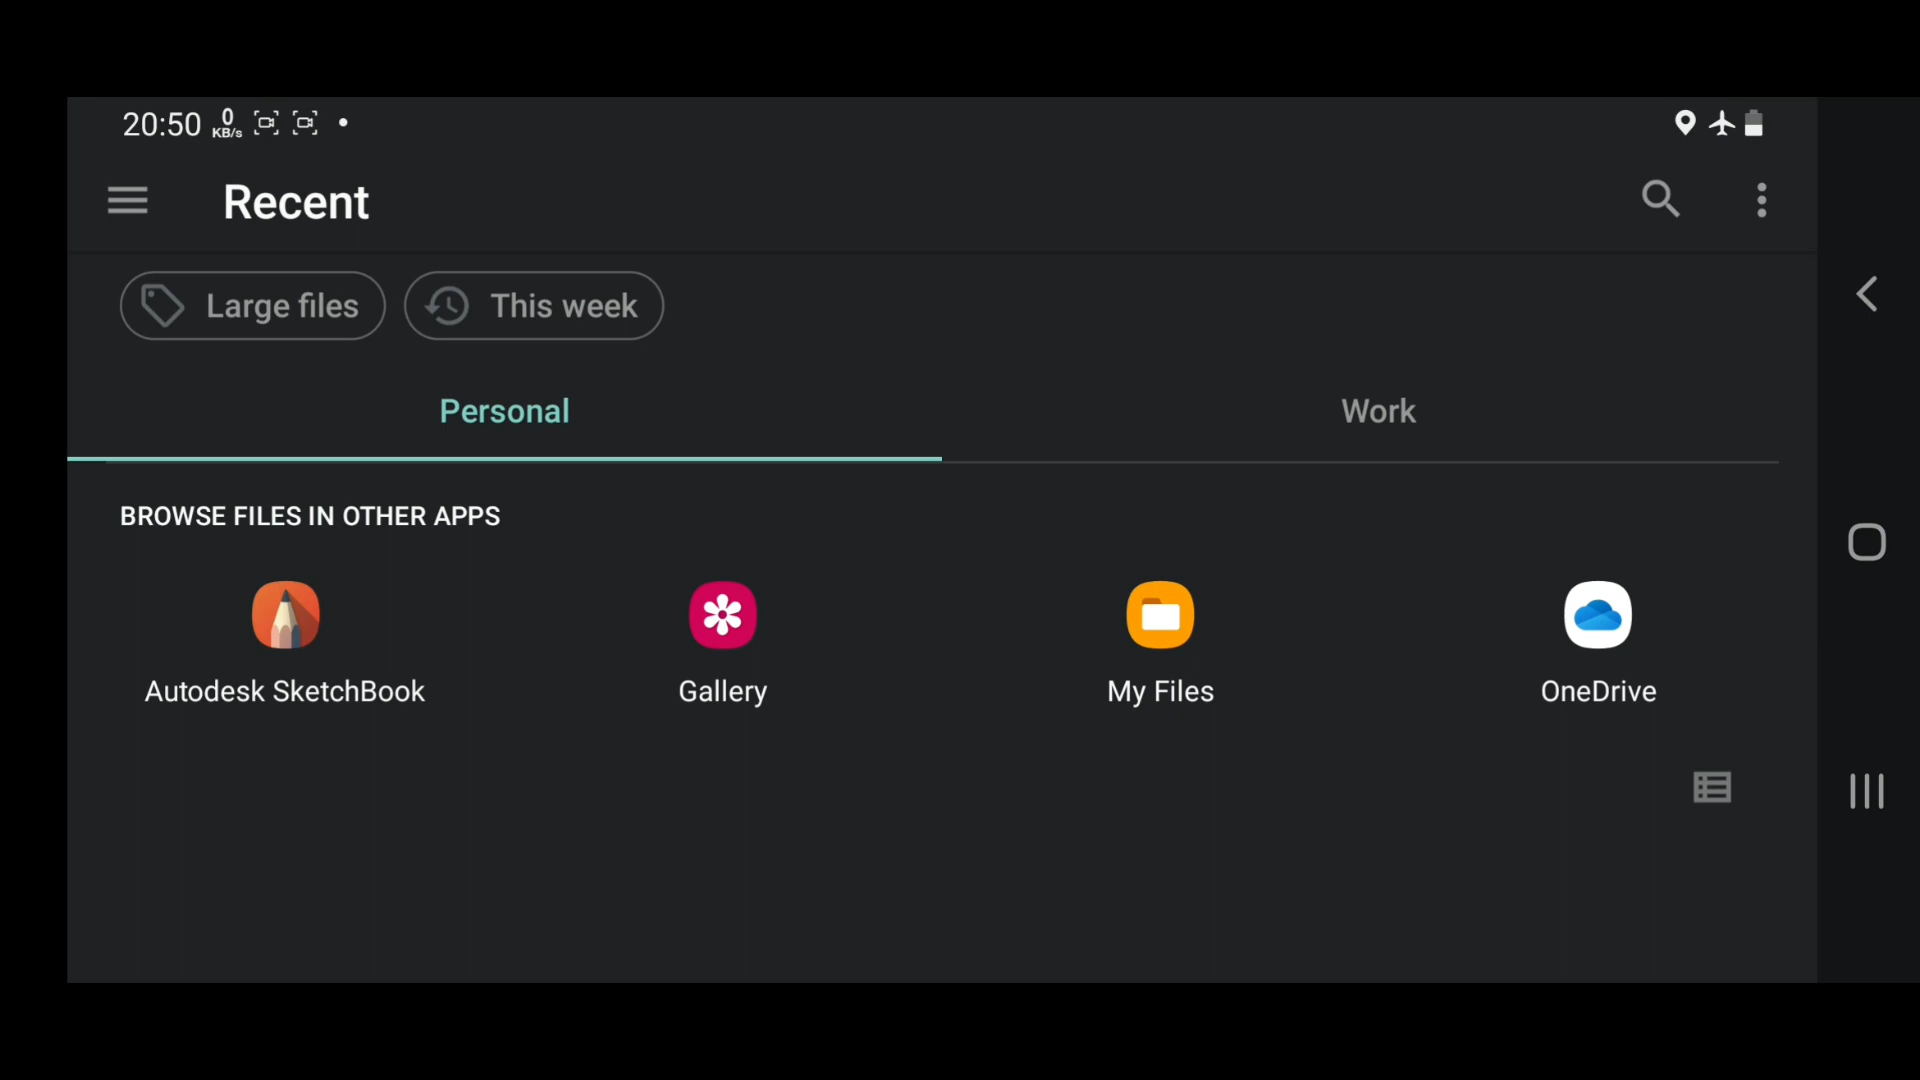 20:50 0 KB/s
Recent
Large files This week
Personal Work
BROWSE FILES IN OTHER APPS
Autodesk SketchBook Gallery My Files OneDrive